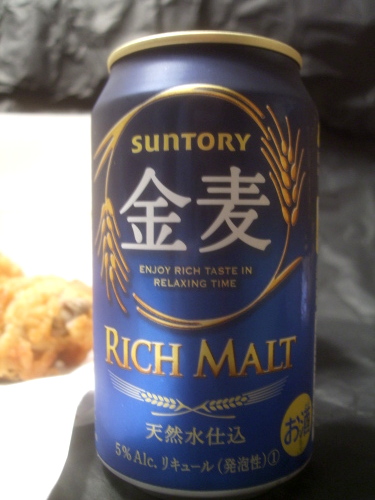 SUNTORY
金麦
ENJOY RICH TASTE IN
RELAXING TIME
RICH MALT
天然水仕込
お酒
5% Alc. リキュール(発泡性)①